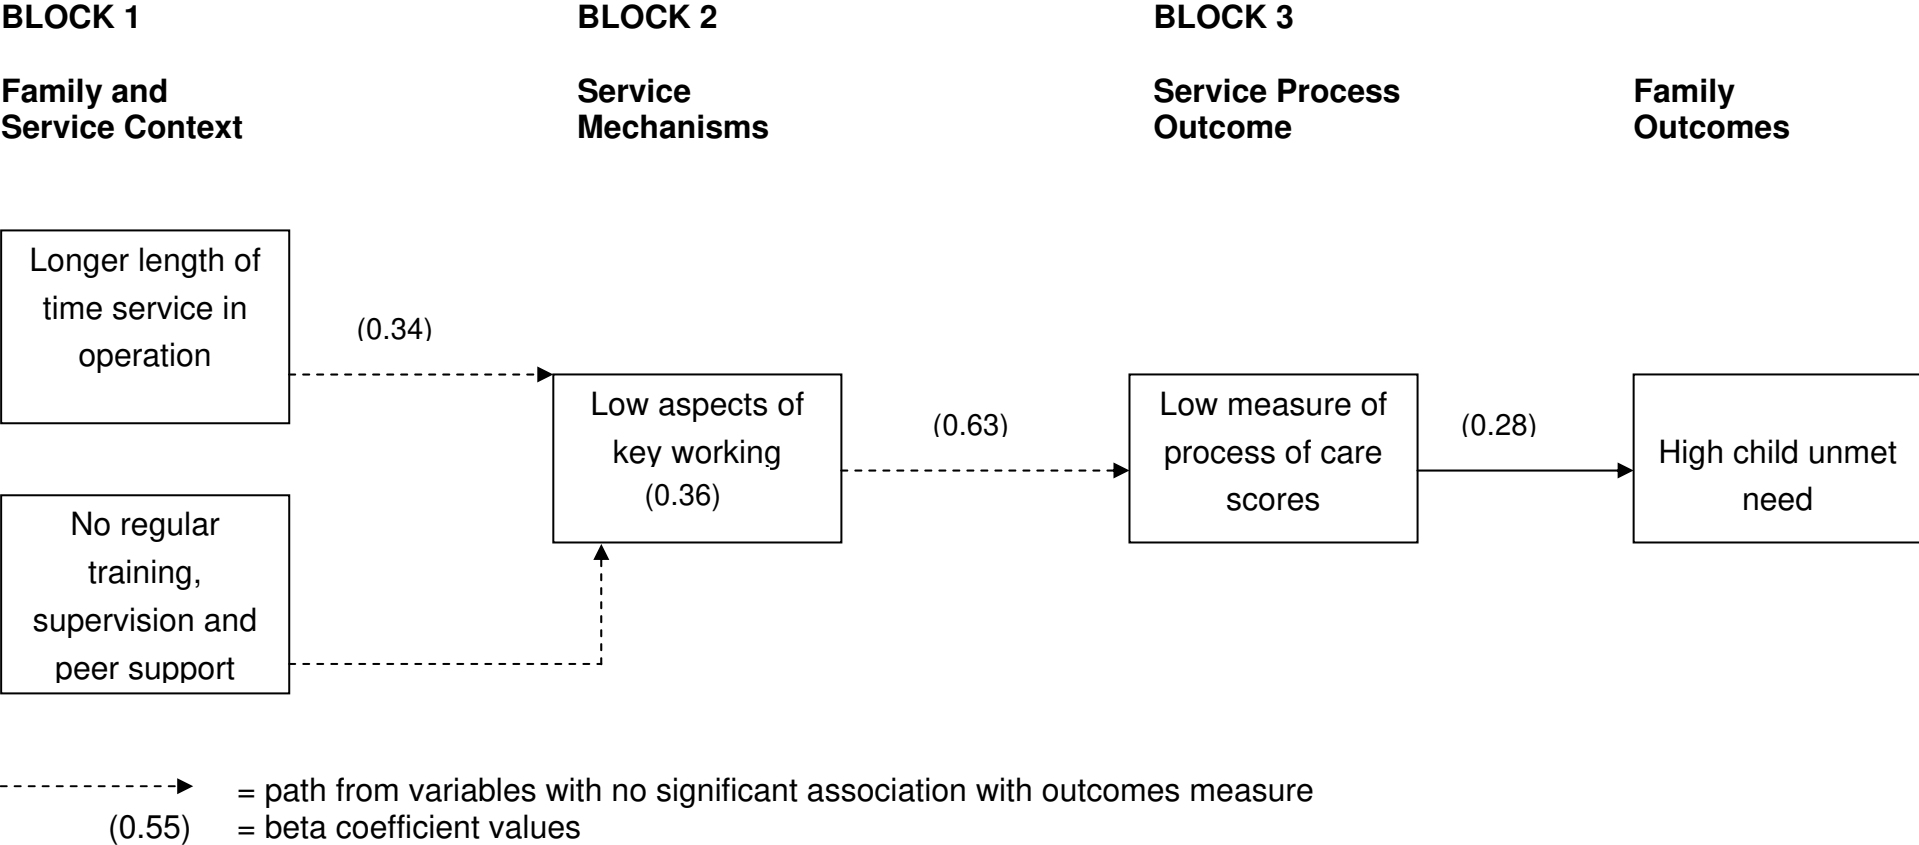 BLOCK 1
BLOCK 2
BLOCK 3
Family and
Service Context
Service
Mechanisms
Service Process
Outcome
Family
Outcomes
Longer length of
time service in
operation
(0.34)
Low aspects of
key working
(0.36)
(0.63)
Low measure of
process of care
scores
(0.28)
High child unmet
need
No regular
training,
supervision and
peer support
= path from variables with no significant association with outcomes measure
(0.55) = beta coefficient values